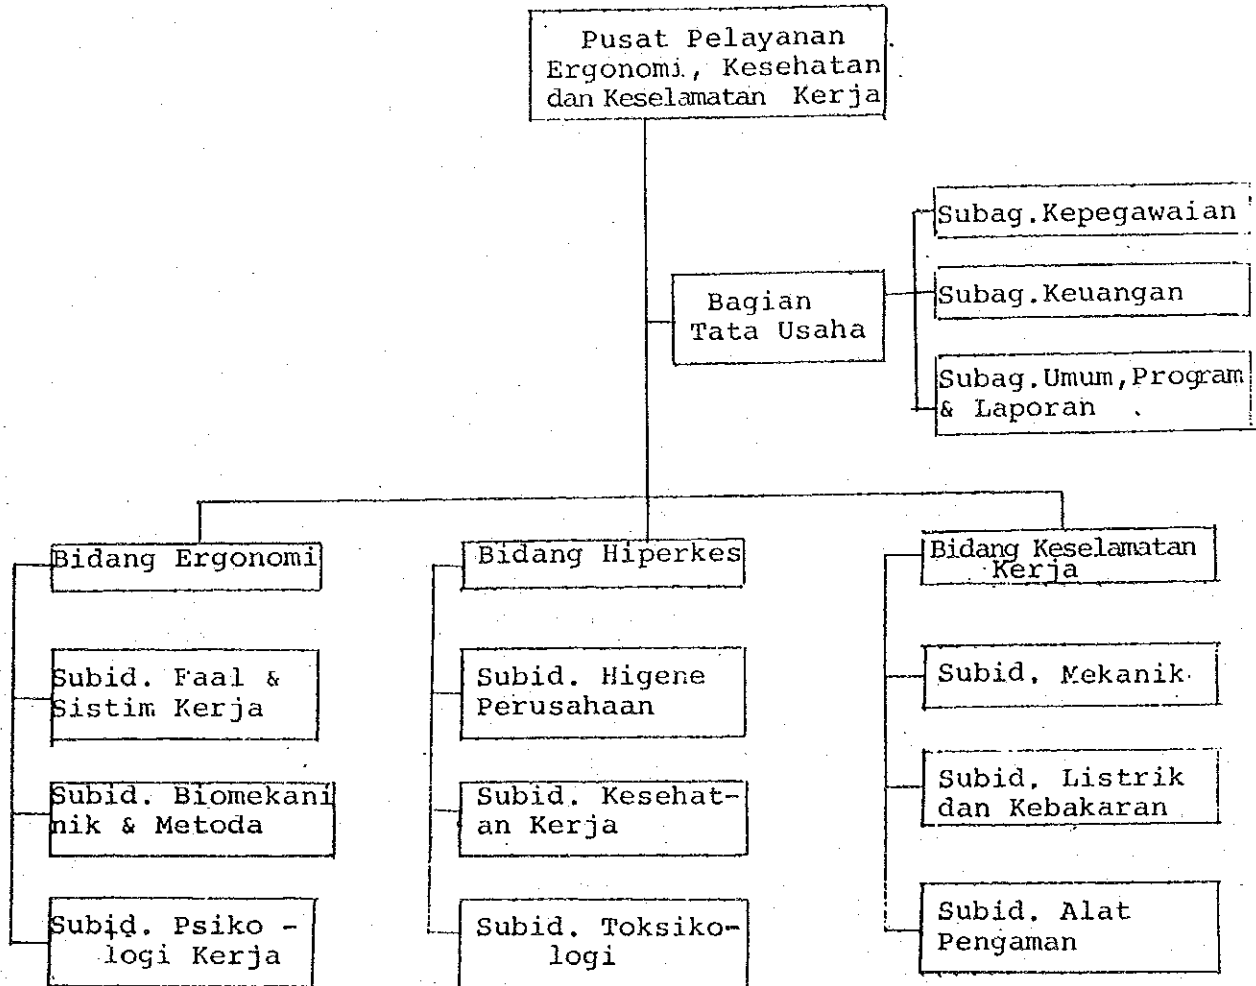 Pusat Pelayanan
Ergonomi, Kesehatan
dan Keselamatan Kerja
Subag.Kepegawaian
Subag.Keuangan
Subag.Umum,Program
& Laporan
Bagian
Tata Usaha
Bidang Ergonomi
Subid. Faal &
Sistim Kerja
Subid. Biomekani
nik & Metoda
Subid. Psiko -
logi Kerja
Bidang Hiperkes
Subid. Higene
Perusahaan
Subid. Kesehat-
an Kerja
Subid. Toksiko-
logi
Bidang Keselamatan
Kerja
Subid. Mekanik
Subid. Listrik
dan Kebakaran
Subid. Alat
Pengaman